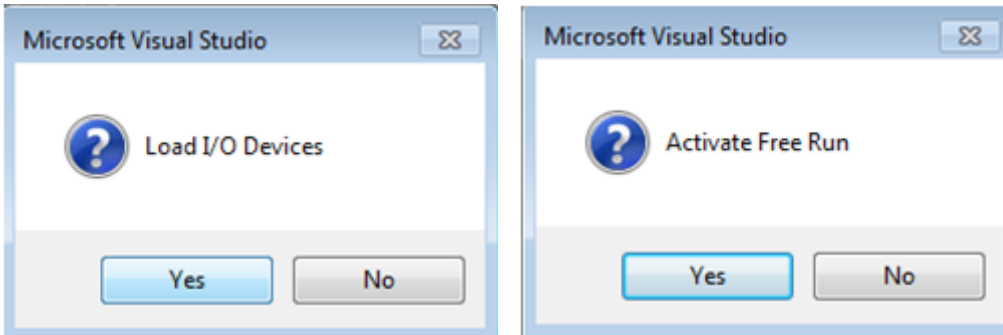 Microsoft Visual Studio
Load I/O Devices
Yes No
Microsoft Visual Studio
Activate Free Run
Yes No